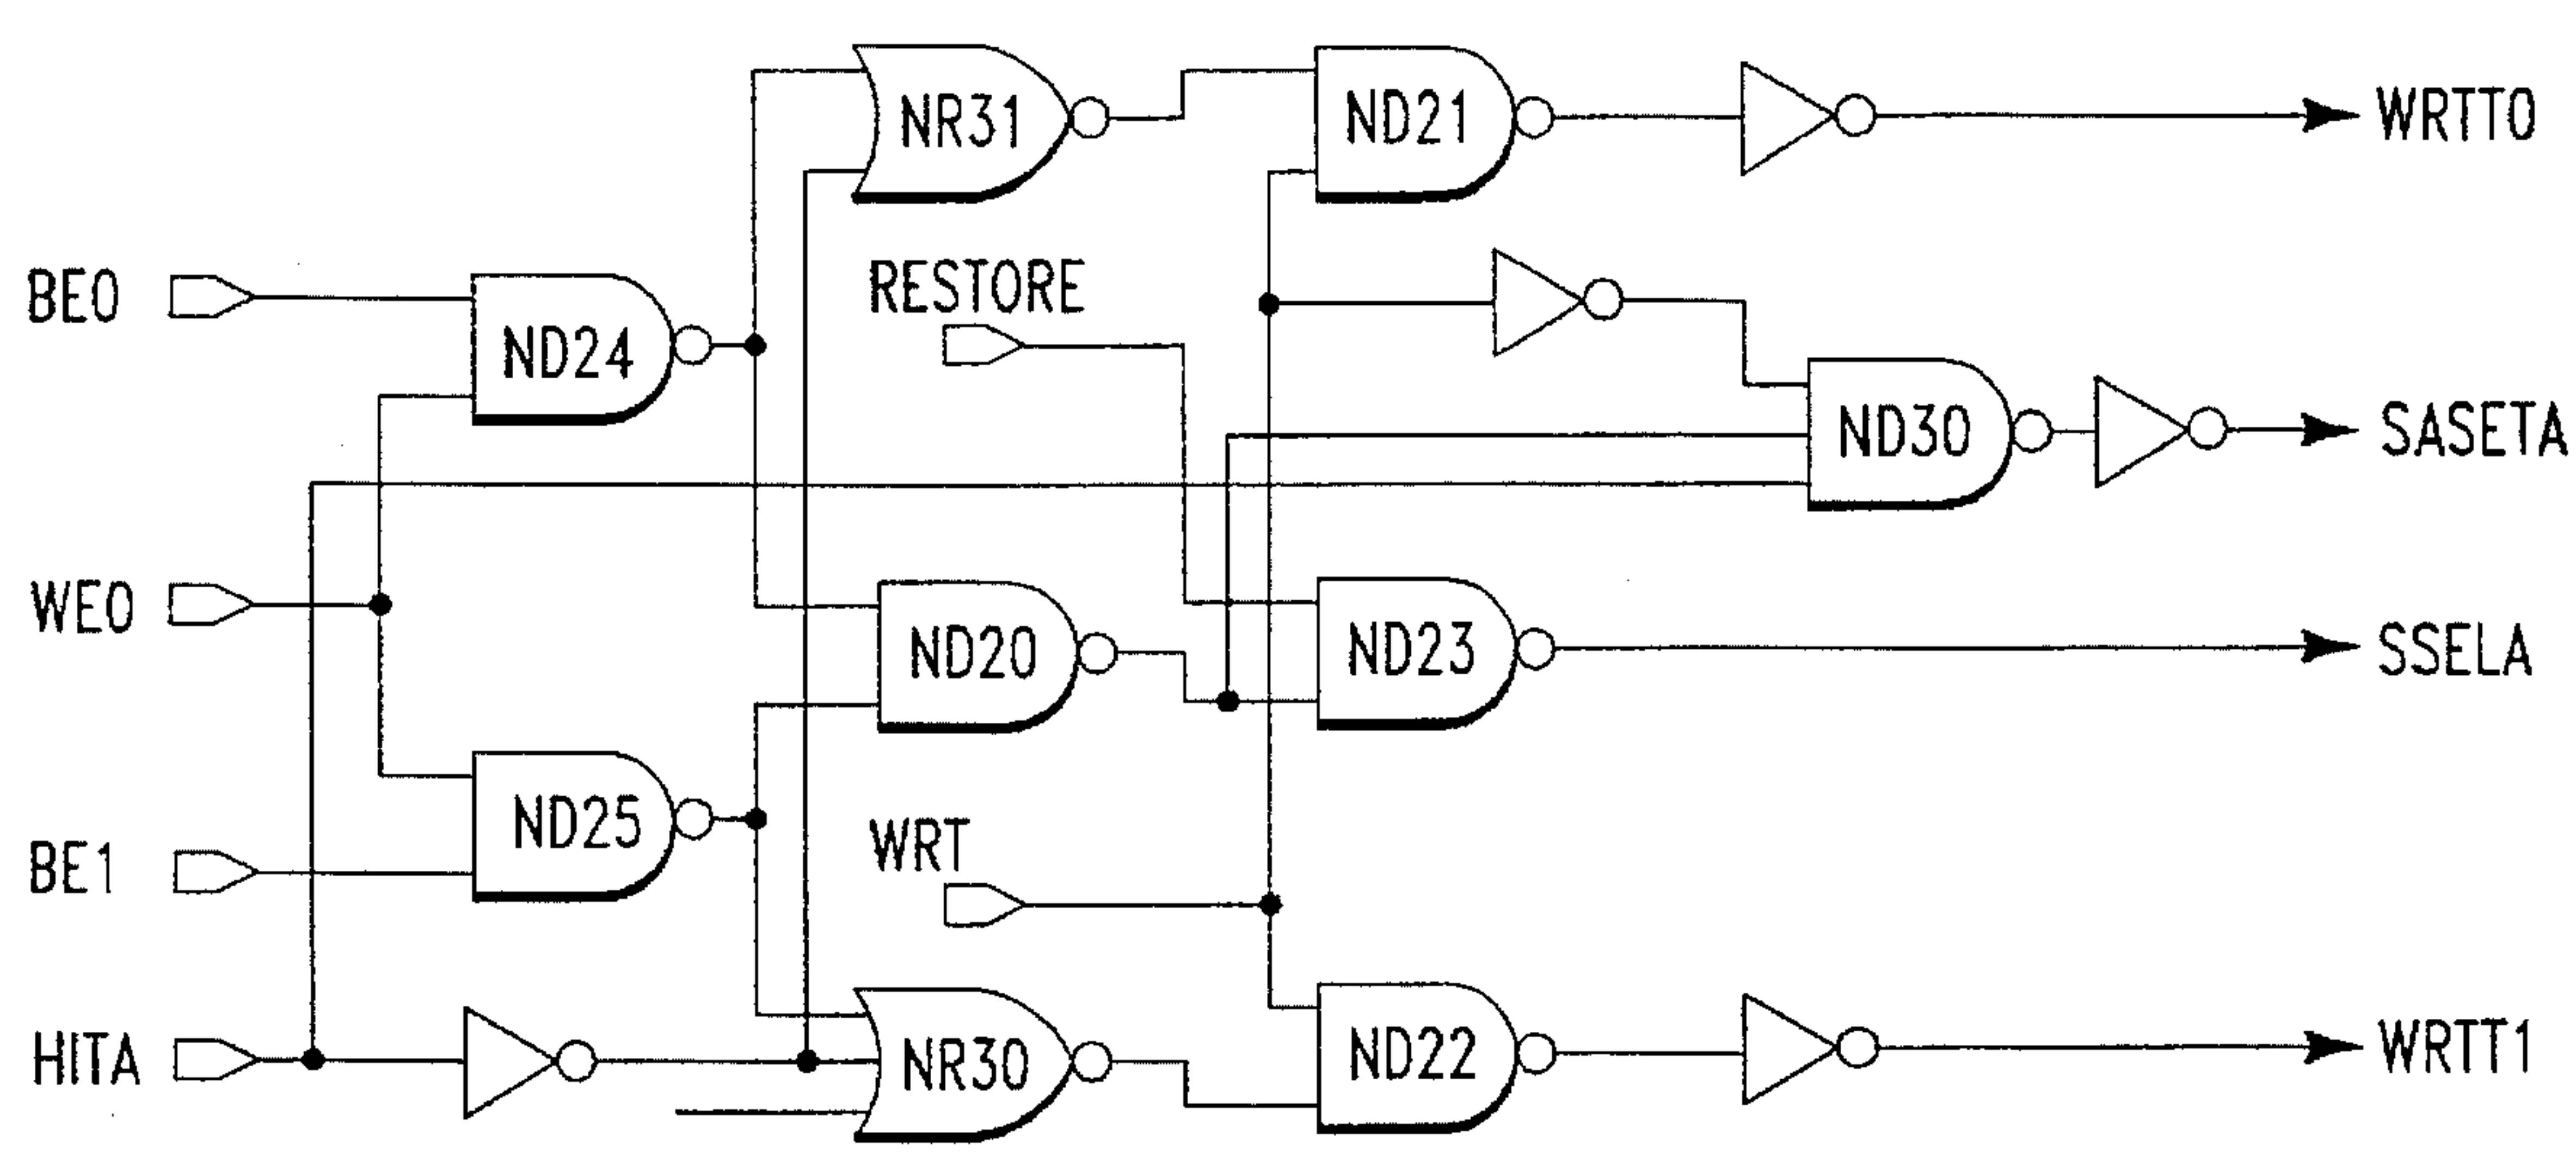 NR31
ND21
WRTT0
BE0
ND24
RESTORE
ND30
SASETA
WE0
ND20
ND23
SSELA
ND25
BE1
WRT
HITA
NR30
ND22
WRTT1